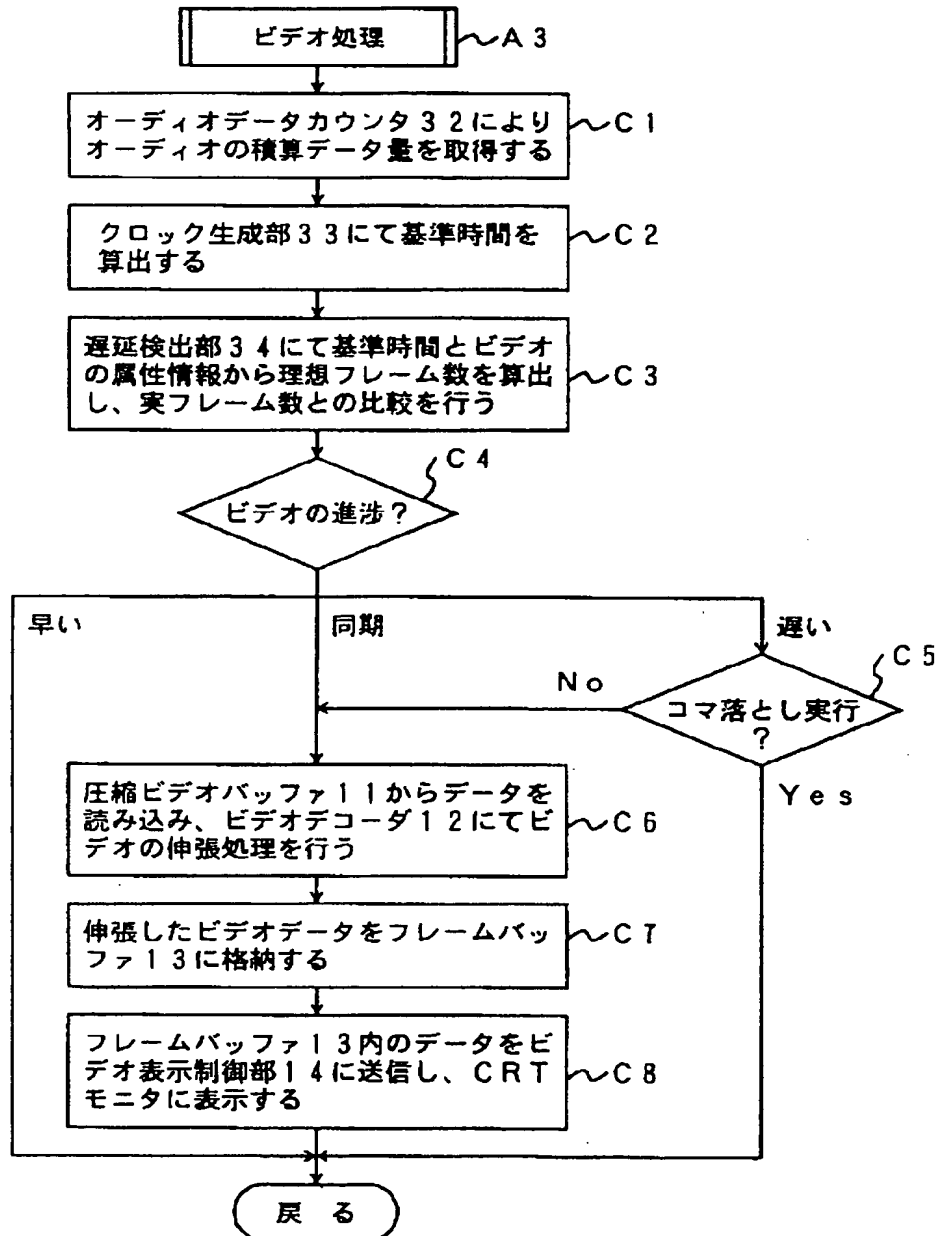 ビデオ処理
A3
オーディオデータカウンタ32により
オーディオの積算データ量を取得する
C1
クロック生成部33にて基準時間を
算出する
C2
遅延検出部34にて基準時間とビデオ
の属性情報から理想フレーム数を算出
し、実フレーム数との比較を行う
C3
C4
ビデオの進捗?
早い
同期
遅い
C5
No
コマ落とし実行
?
Yes
圧縮ビデオバッファ11からデータを
読み込み、ビデオデコーダ12にてビ
デオの伸張処理を行う
C6
伸張したビデオデータをフレームバッ
ファ13に格納する
C7
フレームバッファ13内のデータをビ
デオ表示制御部14に送信し、CRT
モニタに表示する
C8
戻る